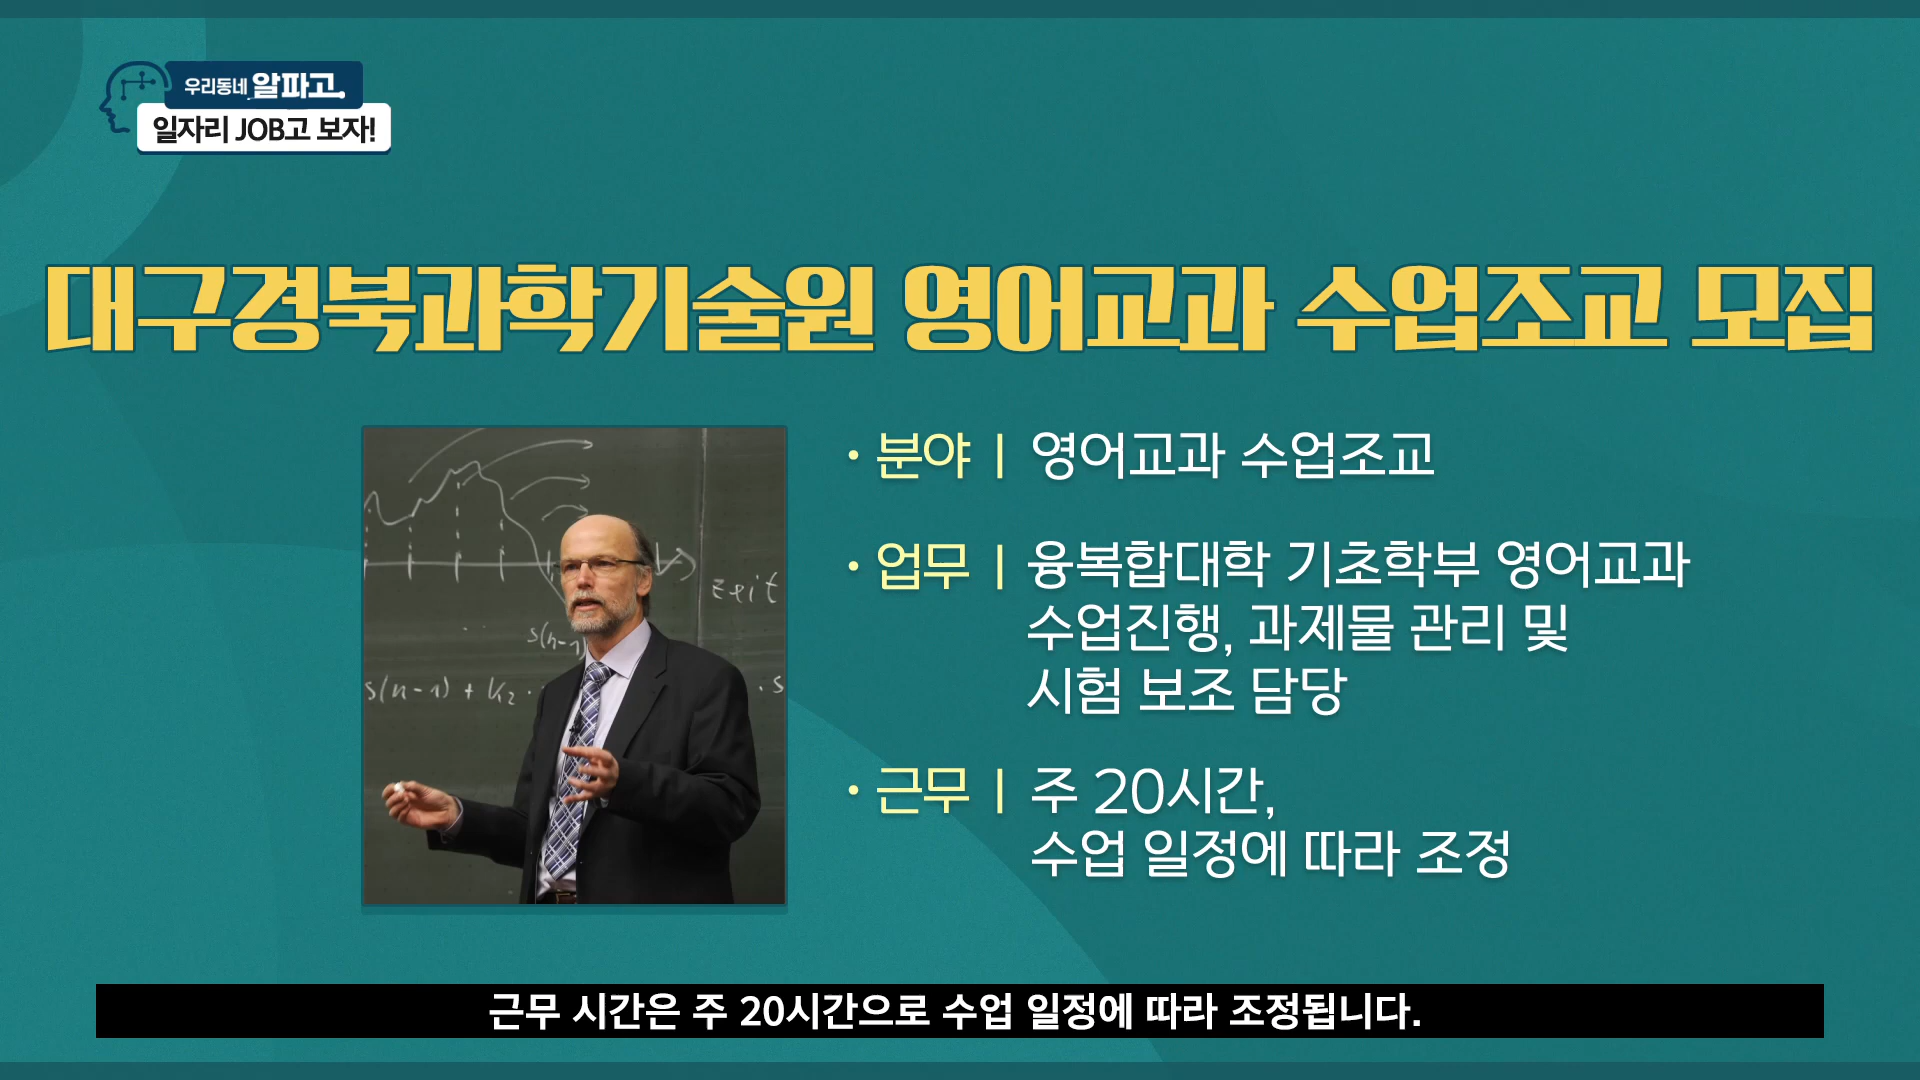 우리동네 알파고
일자리 JOB고 보자!
대구경북과학기술원 영어교과 수업조교 모집
· 분야 | 영어교과 수업조교
· 업무 | 융복합대학 기초학부 영어교과
수업진행, 과제물 관리 및
시험 보조 담당
· 근무 | 주 20시간,
수업 일정에 따라 조정
Zeit
s(n-1)
s(n-1) + K₂ ·
· s
근무 시간은 주 20시간으로 수업 일정에 따라 조정됩니다.